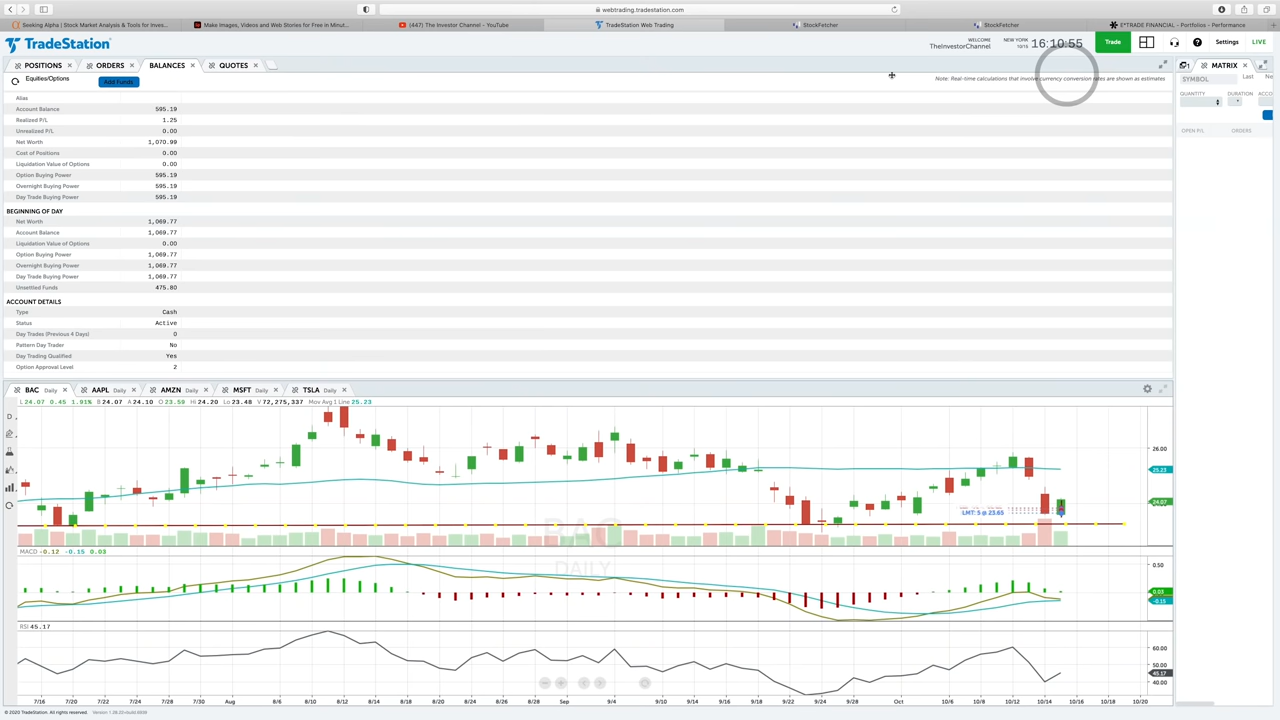 webtrading.tradestation.com
Seeking Alpha | Stock Market Analysis & Tools for Inves...
Make Images, Videos and Web Stories for Free in Minut...
(447) The Investor Channel - YouTube
TradeStation Web Trading
StockFetcher
StockFetcher
E*TRADE FINANCIAL - Portfolios - Performance
TradeStation
WELCOME
TheInvestorChannel
NEW YORK
10/15
16:10:55
Trade
Settings
LIVE
POSITIONS
ORDERS
BALANCES
QUOTES
MATRIX
Equities/Options
Add Funds
Note: Real-time calculations that involve currency conversion rates are shown as estimates
SYMBOL
Last
QUANTITY
DURATION
ACCO
OPEN P/L
ORDERS
Alias
Account Balance 595.19
Realized P/L 1.25
Unrealized P/L 0.00
Net Worth 1,070.99
Cost of Positions 0.00
Liquidation Value of Options 0.00
Option Buying Power 595.19
Overnight Buying Power 595.19
Day Trade Buying Power 595.19
BEGINNING OF DAY
Net Worth 1,069.77
Account Balance 1,069.77
Liquidation Value of Options 0.00
Option Buying Power 1,069.77
Overnight Buying Power 1,069.77
Day Trade Buying Power 1,069.77
Unsettled Funds 475.80
ACCOUNT DETAILS
Type Cash
Status Active
Day Trades (Previous 4 Days) 0
Pattern Day Trader No
Day Trading Qualified Yes
Option Approval Level 2
BAC Daily
AAPL Daily
AMZN Daily
MSFT Daily
TSLA Daily
L 24.07 0.45 1.91% B 24.07 A 24.10 O 23.59 Hi 24.20 Lo 23.48 V 72,275,337 Mov Avg 1 Line 25.23
D
26.00
25.23
24.07
LMT: 5 @ 23.65
BAC
DAILY
MACD -0.12 -0.15 0.03
0.50
0.03
-0.15
RSI 45.17
60.00
50.00
45.17
40.00
7/16 7/20 7/22 7/24 7/28 7/30 Aug 8/4 8/6 8/10 8/12 8/14 8/18 8/20 8/24 8/26 8/28 Sep 9/4 9/10 9/14 9/16 9/18 9/22 9/24 9/28 Oct 10/6 10/8 10/12 10/14 10/16 10/20
© 2020 TradeStation. All rights reserved.